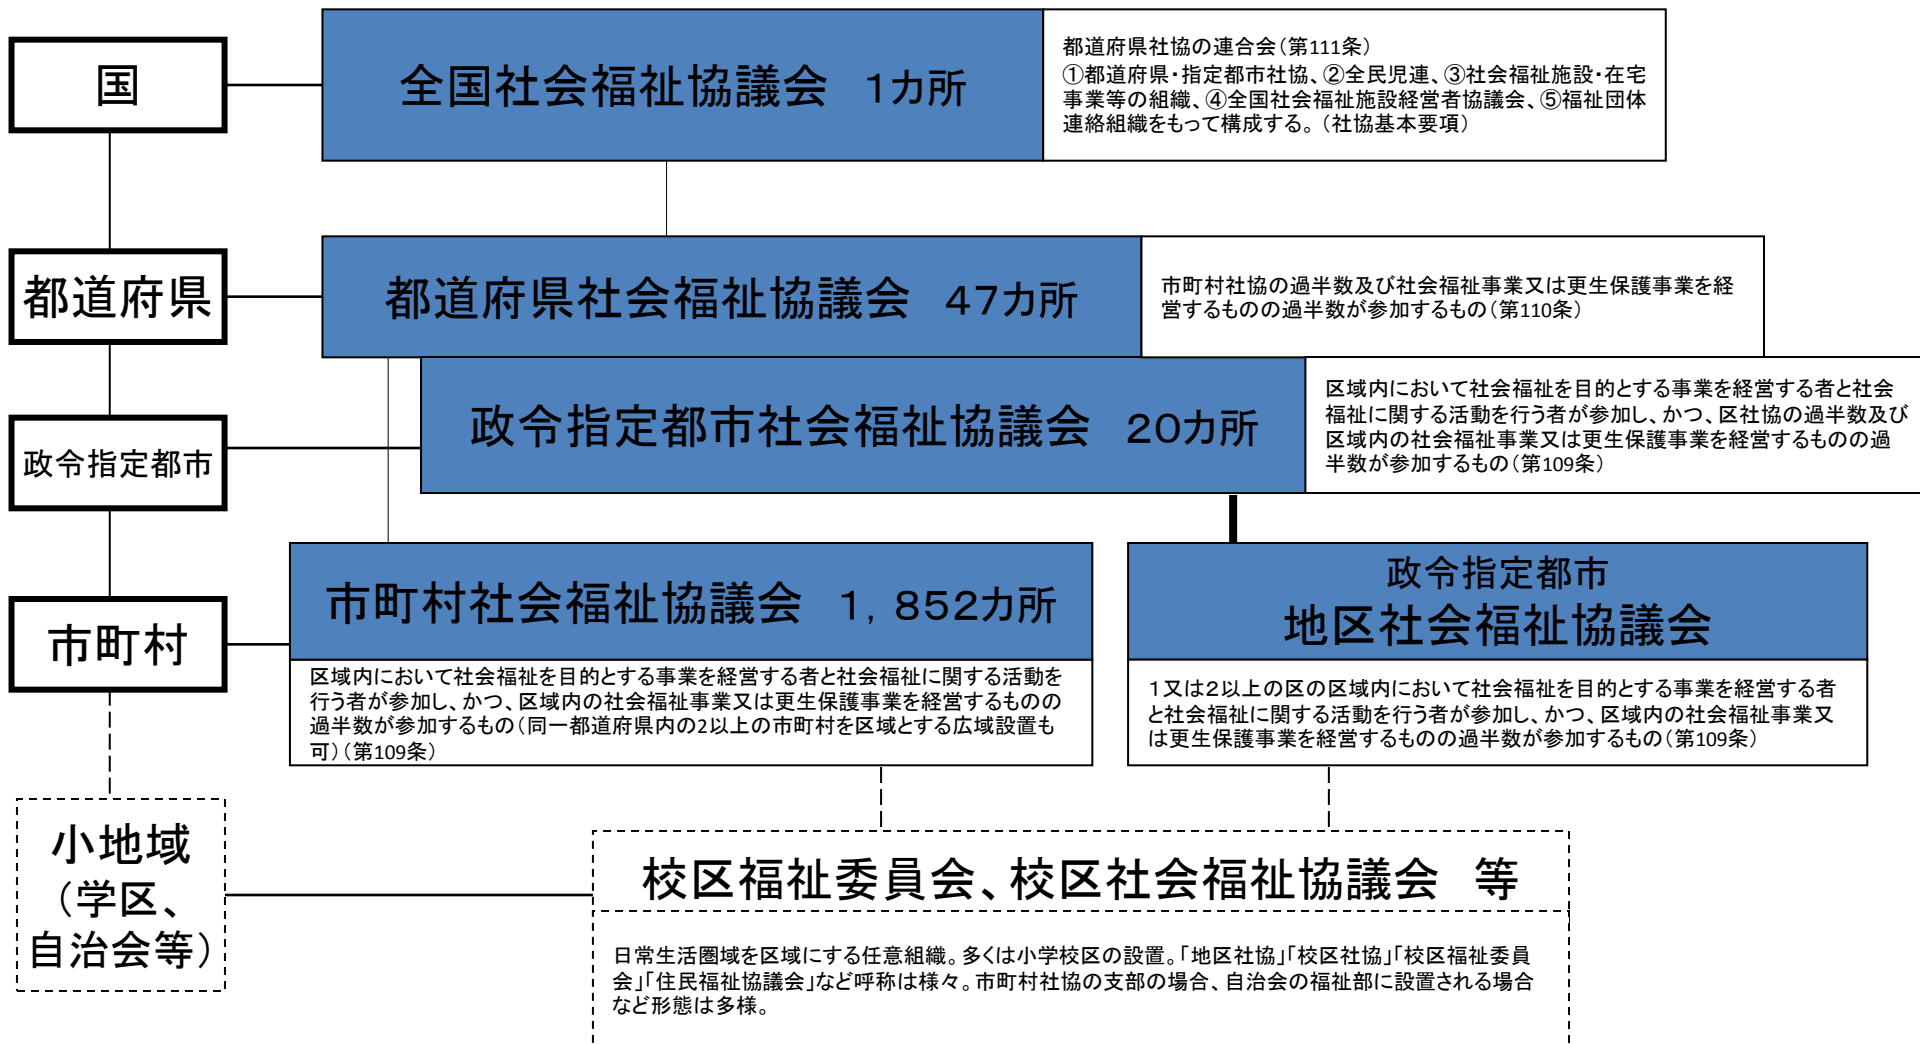 国
全国社会福祉協議会　1カ所
都道府県社協の連合会（第111条）
①都道府県・指定都市社協、②全民児連、③社会福祉施設・在宅
事業等の組織、④全国社会福祉施設経営者協議会、⑤福祉団体
連絡組織をもって構成する。（社協基本要項）
都道府県
都道府県社会福祉協議会　47カ所
市町村社協の過半数及び社会福祉事業又は更生保護事業を経
営するものの過半数が参加するもの（第110条）
政令指定都市
政令指定都市社会福祉協議会　20カ所
区域内において社会福祉を目的とする事業を経営する者と社会
福祉に関する活動を行う者が参加し、かつ、区社協の過半数及び
区域内の社会福祉事業又は更生保護事業を経営するものの過
半数が参加するもの（第109条）
市町村
市町村社会福祉協議会　1，852カ所
区域内において社会福祉を目的とする事業を経営する者と社会福祉に関する活動を
行う者が参加し、かつ、区域内の社会福祉事業又は更生保護事業を経営するものの
過半数が参加するもの（同一都道府県内の2以上の市町村を区域とする広域設置も
可）（第109条）
政令指定都市
地区社会福祉協議会
1又は2以上の区の区域内において社会福祉を目的とする事業を経営する者
と社会福祉に関する活動を行う者が参加し、かつ、区域内の社会福祉事業又
は更生保護事業を経営するものの過半数が参加するもの（第109条）
小地域
（学区、
自治会等）
校区福祉委員会、校区社会福祉協議会　等
日常生活圏域を区域にする任意組織。多くは小学校区の設置。「地区社協」「校区社協」「校区福祉委員
会」「住民福祉協議会」など呼称は様々。市町村社協の支部の場合、自治会の福祉部に設置される場合
など形態は多様。